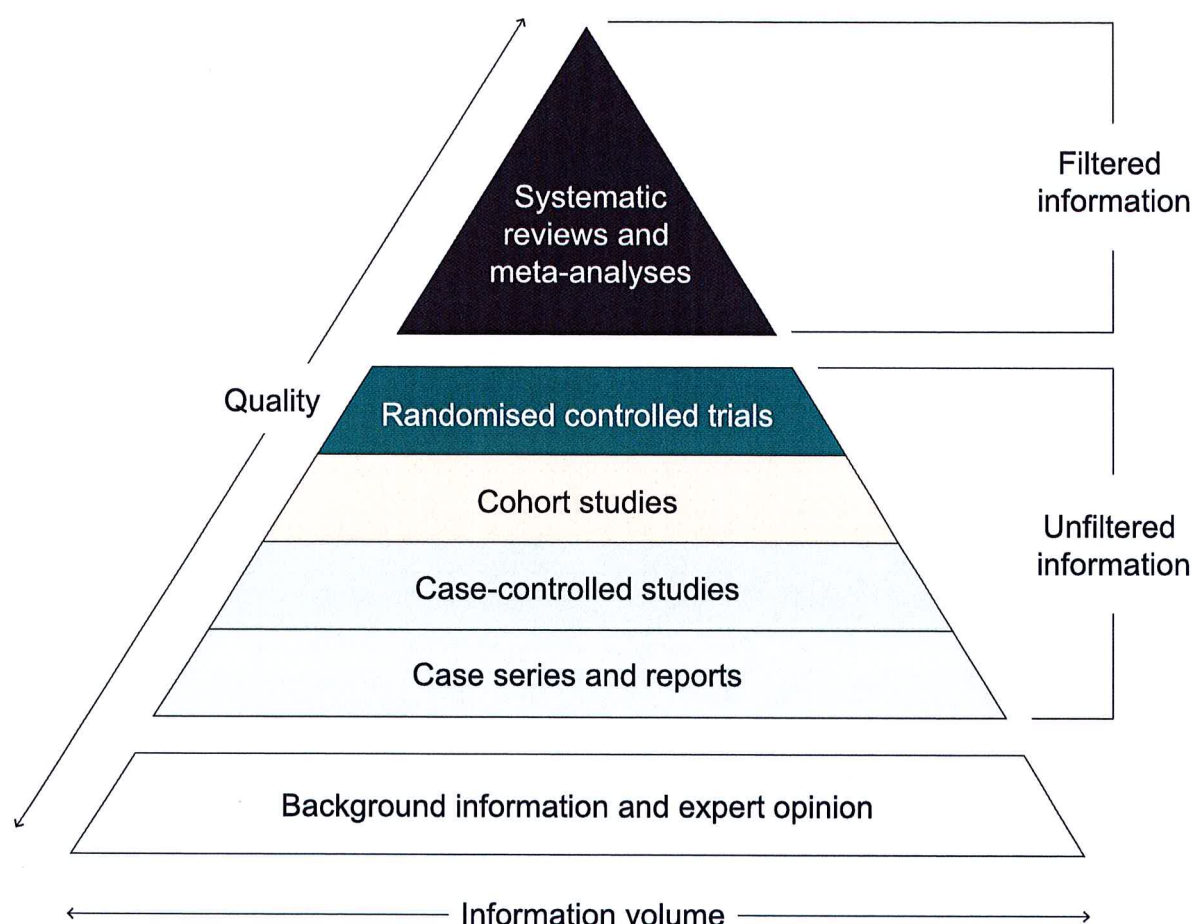 Systematic
reviews and
meta-analyses
Filtered
information
Quality
Randomised controlled trials
Cohort studies
Case-controlled studies
Case series and reports
Unfiltered
information
Background information and expert opinion
Information volume